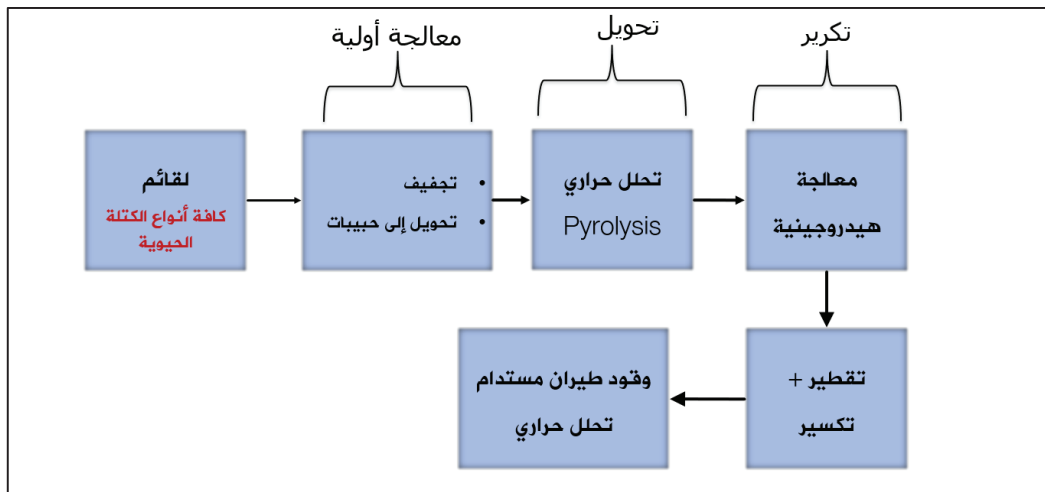 معالجة أولية
تحويل
تكرير
لقائم
كافة أنواع الكتلة
الحيوية
• تجفيف
• تحويل إلى حبيبات
تحلل حراري
Pyrolysis
معالجة
هيدروجينية
تقطير +
تكسير
وقود طيران مستدام
تحلل حراري